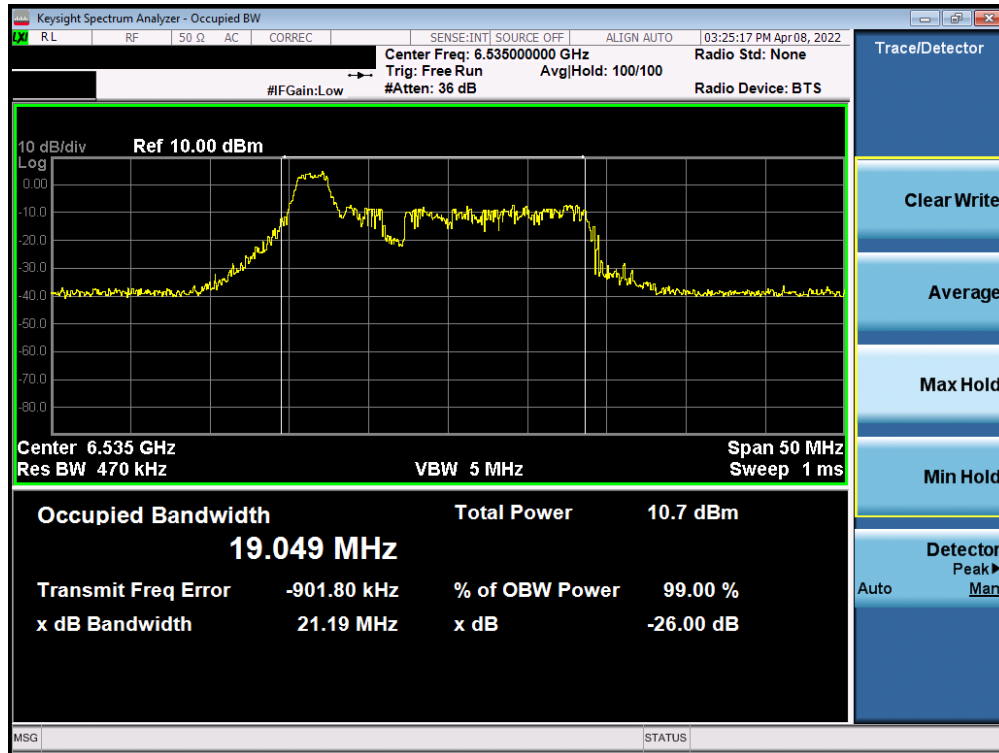 Keysight Spectrum Analyzer - Occupied BW
LXI RL RF 50 Ω AC CORREC SENSE:INT SOURCE OFF ALIGN AUTO 03:25:17 PM Apr 08, 2022
Center Freq: 6.535000000 GHz Radio Std: None
Trig: Free Run Avg|Hold: 100/100
#IFGain:Low #Atten: 36 dB Radio Device: BTS
Trace/Detector
10 dB/div Ref 10.00 dBm
Log
0.00
-10.0
-20.0
-30.0
-40.0
-50.0
-60.0
-70.0
-80.0
Center 6.535 GHz Span 50 MHz
Res BW 470 kHz VBW 5 MHz Sweep 1 ms
Occupied Bandwidth Total Power 10.7 dBm
19.049 MHz
Transmit Freq Error -901.80 kHz % of OBW Power 99.00 %
x dB Bandwidth 21.19 MHz x dB -26.00 dB
Clear Write
Average
Max Hold
Min Hold
Detector
Peak
Auto Man
MSG STATUS